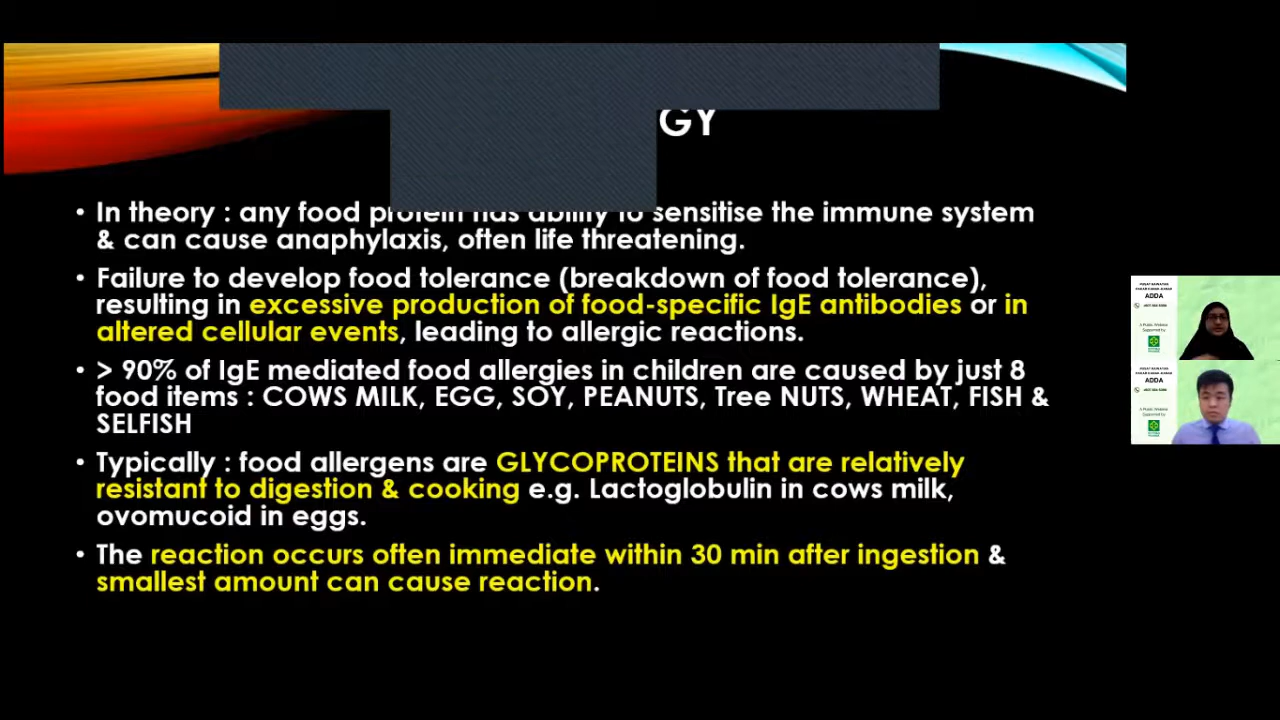 GY
• In theory : any food protein has ability to sensitise the immune system
& can cause anaphylaxis, often life threatening.
• Failure to develop food tolerance (breakdown of food tolerance),
resulting in excessive production of food-specific IgE antibodies or in
altered cellular events, leading to allergic reactions.
• > 90% of IgE mediated food allergies in children are caused by just 8
food items : COWS MILK, EGG, SOY, PEANUTS, Tree NUTS, WHEAT, FISH &
SELFISH
• Typically : food allergens are GLYCOPROTEINS that are relatively
resistant to digestion & cooking e.g. Lactoglobulin in cows milk,
ovomucoid in eggs.
• The reaction occurs often immediate within 30 min after ingestion &
smallest amount can cause reaction.
ADDA
ADDA